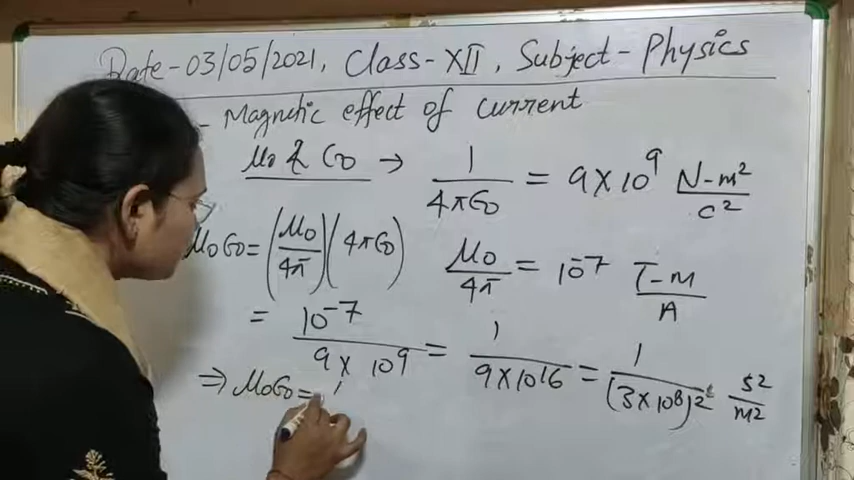 Date-03/05/2021, Class-XII, Subject-Physics
- Magnetic effect of current
μ₀ & ϵ₀ → 1/4πϵ₀ = 9×10⁹ N-m²/c²
μ₀ϵ₀ = (μ₀/4π)(4πϵ₀)
μ₀/4π = 10⁻⁷ T-m/A
= 10⁻⁷/9×10⁹ = 1/9×10¹⁶ = 1/(3×10⁸)² s²/m²
⇒ μ₀ϵ₀ =